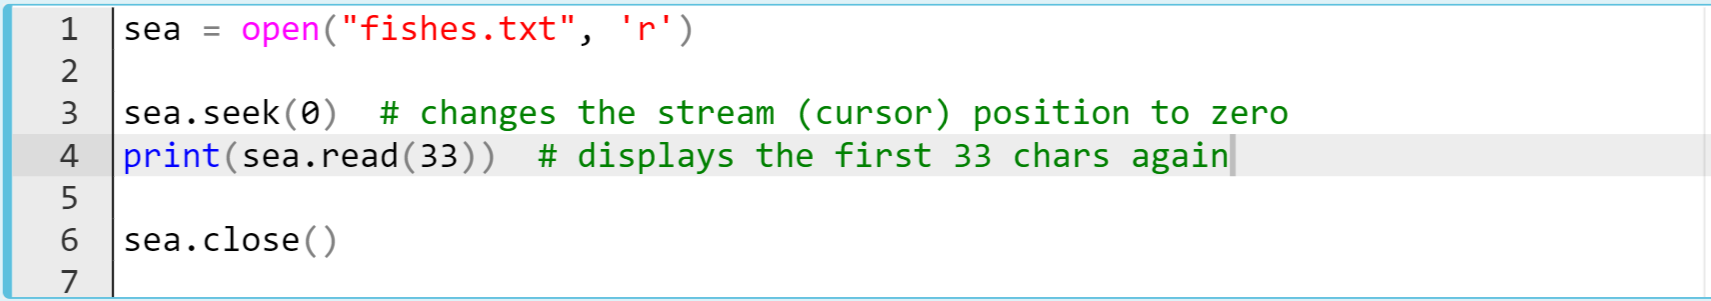 1 sea = open("fishes.txt", 'r')
2
3 sea.seek(0)  # changes the stream (cursor) position to zero
4 print(sea.read(33))  # displays the first 33 chars again
5
6 sea.close()
7